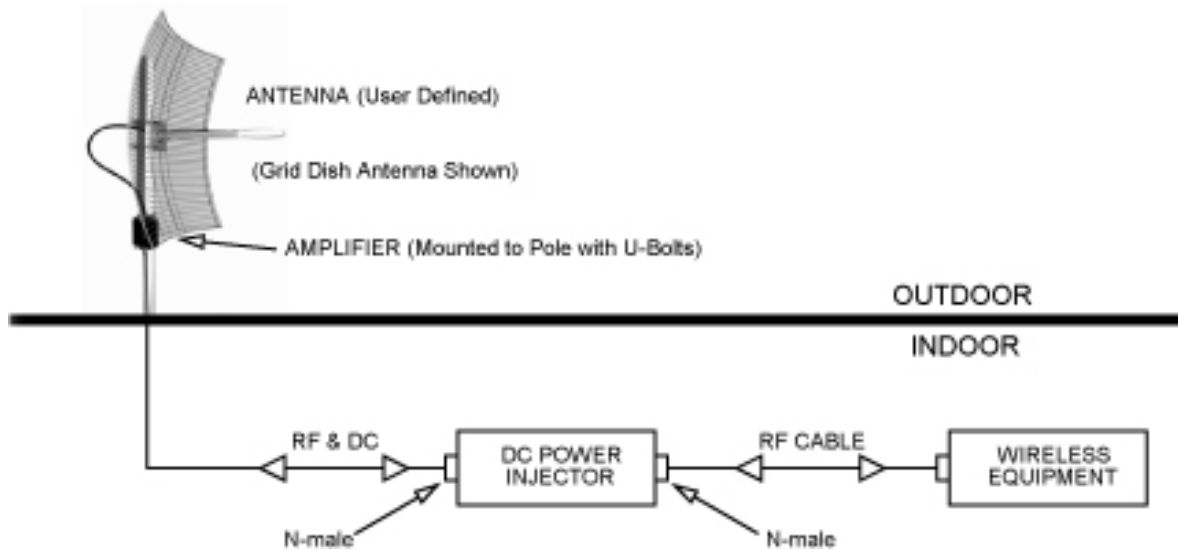 ANTENNA (User Defined)
(Grid Dish Antenna Shown)
AMPLIFIER (Mounted to Pole with U-Bolts)
OUTDOOR
INDOOR
RF & DC
DC POWER
INJECTOR
RF CABLE
WIRELESS
EQUIPMENT
N-male
N-male